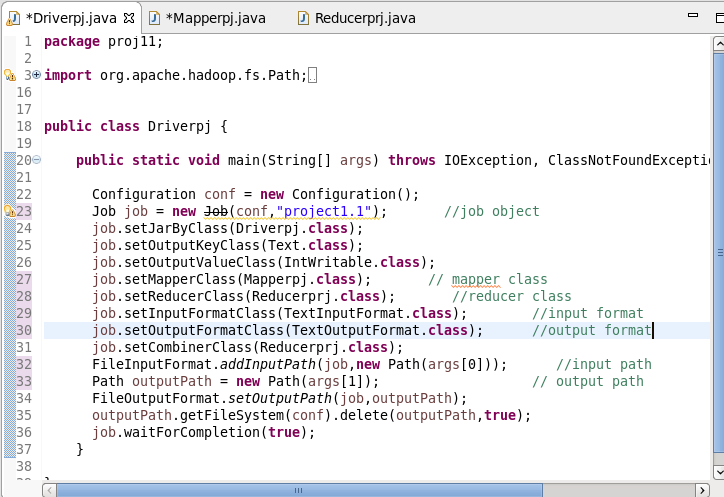 *Driverpj.java *Mapperpj.java Reducerprj.java
1 package proj11;
2
3 import org.apache.hadoop.fs.Path;
16
17
18 public class Driverpj {
19
20 public static void main(String[] args) throws IOException, ClassNotFoundExcepti
21
22 Configuration conf = new Configuration();
23 Job job = new Job(conf,"project1.1"); //job object
24 job.setJarByClass(Driverpj.class);
25 job.setOutputKeyClass(Text.class);
26 job.setOutputValueClass(IntWritable.class);
27 job.setMapperClass(Mapperpj.class); // mapper class
28 job.setReducerClass(Reducerprj.class); //reducer class
29 job.setInputFormatClass(TextInputFormat.class); //input format
30 job.setOutputFormatClass(TextOutputFormat.class); //output format
31 job.setCombinerClass(Reducerprj.class);
32 FileInputFormat.addInputPath(job,new Path(args[0])); //input path
33 Path outputPath = new Path(args[1]); // output path
34 FileOutputFormat.setOutputPath(job,outputPath);
35 outputPath.getFileSystem(conf).delete(outputPath,true);
36 job.waitForCompletion(true);
37 }
38